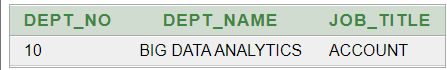 DEPT_NO DEPT_NAME JOB_TITLE
10 BIG DATA ANALYTICS ACCOUNT